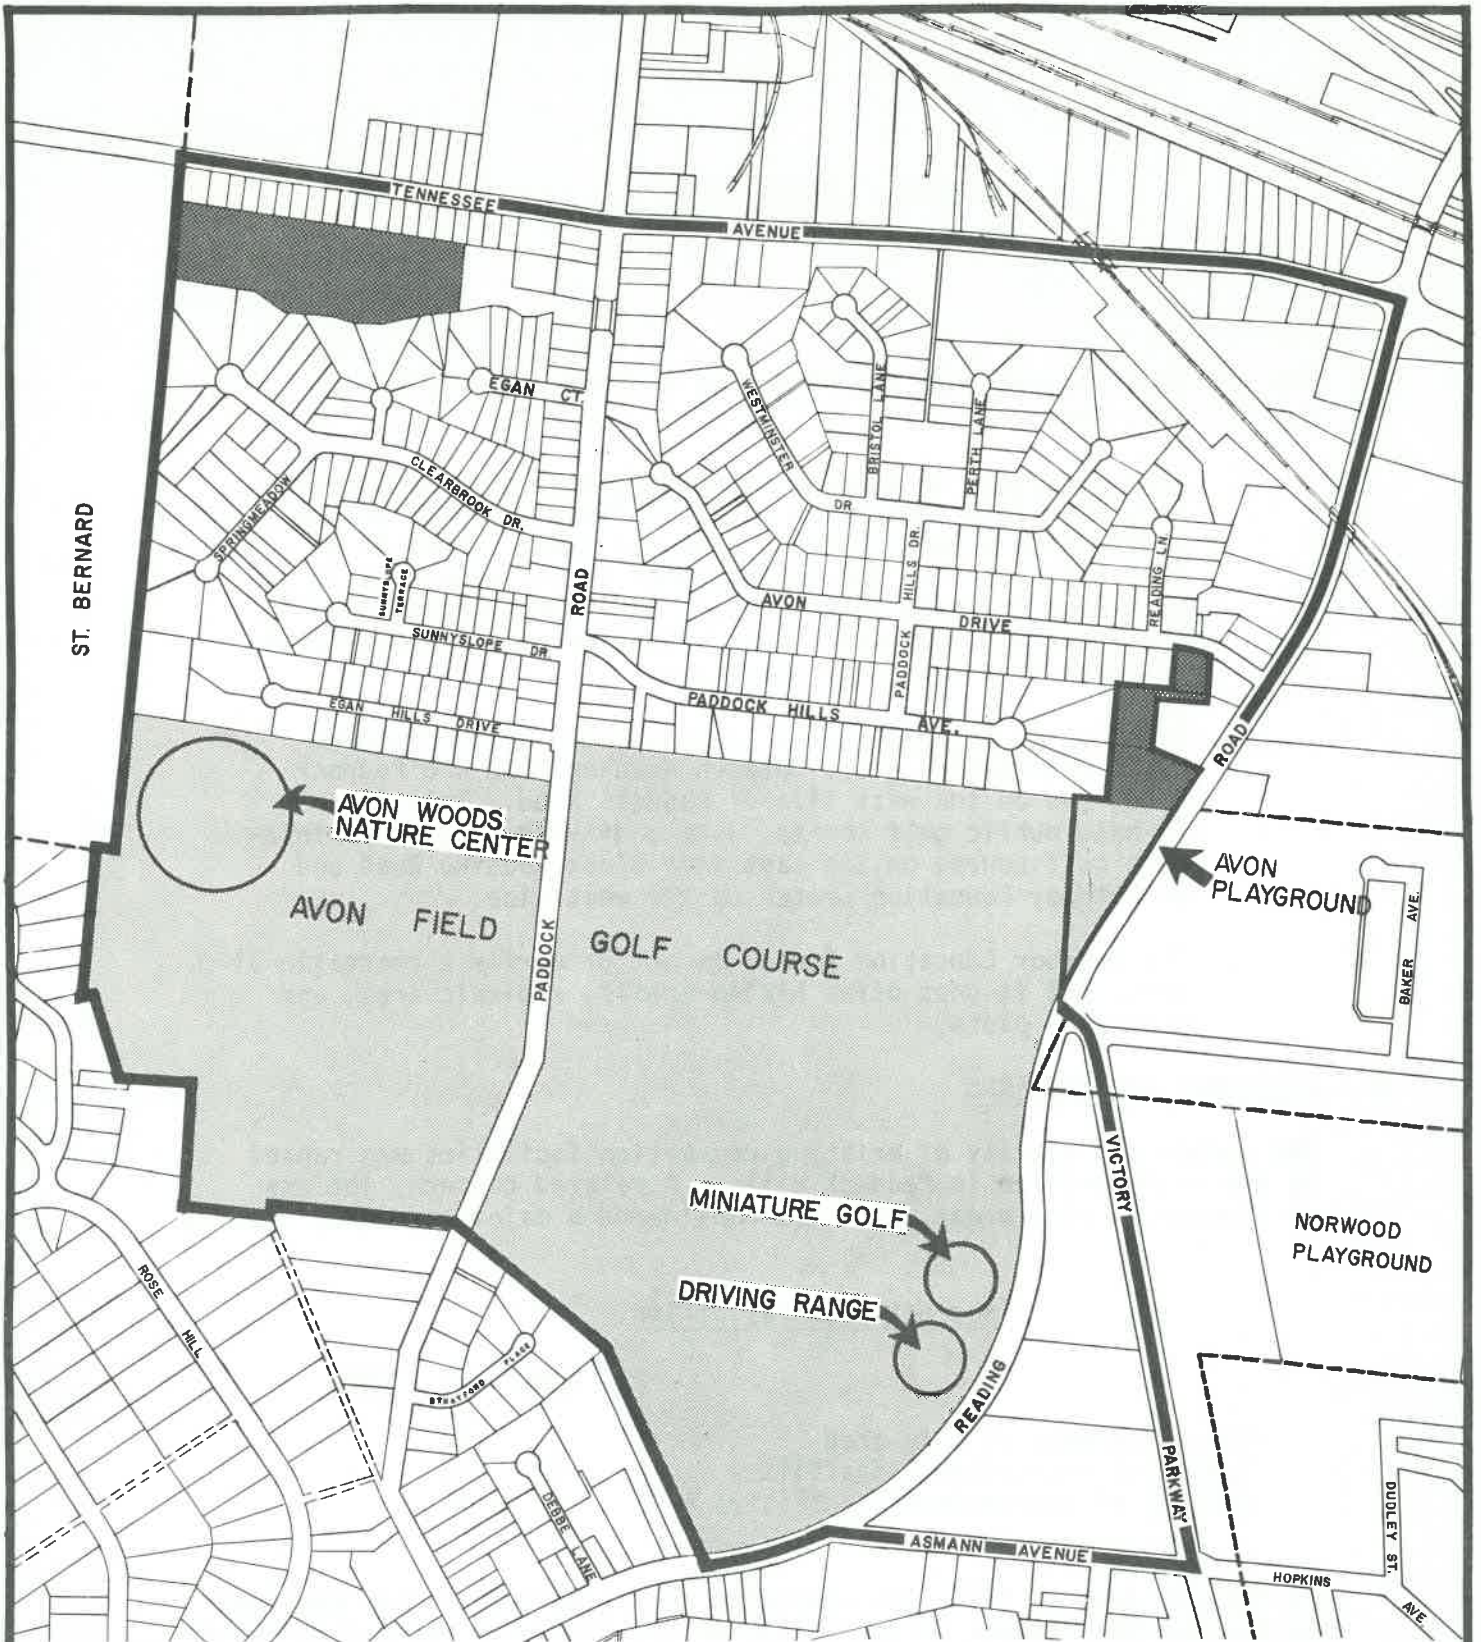 TENNESSEE
AVENUE
EGAN CT.
WESTMINSTER
BRISTOL LANE
PERTH LANE
CLEARBROOK DR.
SPRINGMEADOW
DR
HILLS DR.
READING LN.
ST. BERNARD
SUNNYSLOPE
TERRACE
ROAD
AVON
DRIVE
SUNNYSLOPE DR.
PADDOCK
EGAN HILLS DRIVE
PADDOCK HILLS AVE.
ROAD
AVON WOODS
NATURE CENTER
AVON
PLAYGROUND
BAKER AVE.
AVON FIELD GOLF COURSE
PADDOCK
VICTORY
MINIATURE GOLF
NORWOOD
PLAYGROUND
DRIVING RANGE
ROSE
HILL
STRATFORD PLACE
READING
PARKWAY
DEBBE LANE
DUDLEY ST.
ASMANN AVENUE
HOPKINS
AVE.